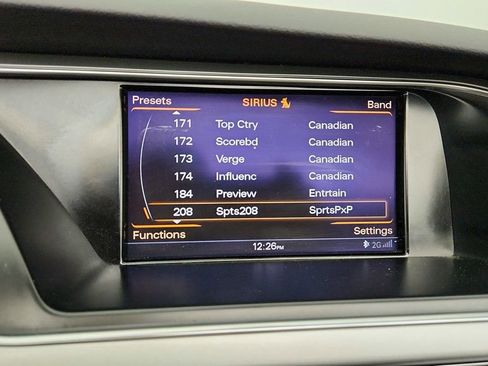 Presets SIRIUS Band
171 Top Ctry Canadian
172 Scorebd Canadian
173 Verge Canadian
174 Influenc Canadian
184 Preview Entrtain
208 Spts208 SprtsPxP
Functions Settings
12:26PM 2G